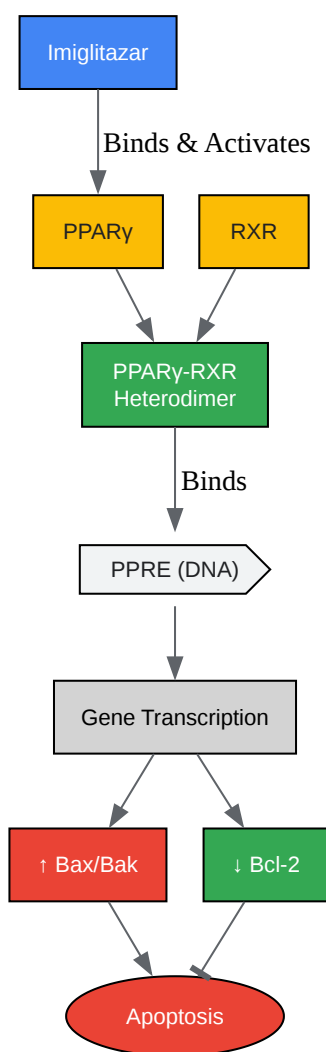 Imiglitazar
Binds & Activates
PPARγ
RXR
PPARγ-RXR
Heterodimer
Binds
PPRE (DNA)
Gene Transcription
↑ Bax/Bak
↓ Bcl-2
Apoptosis